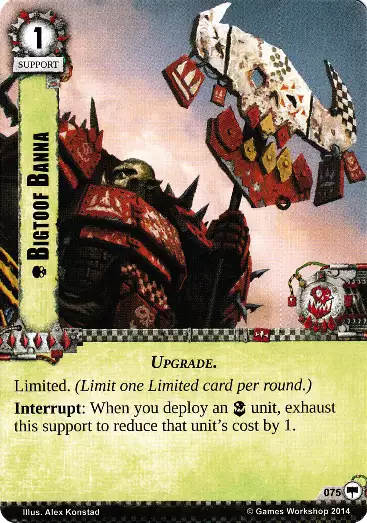 1
SUPPORT
BIGTOOF BANNA
UPGRADE.
Limited. (Limit one Limited card per round.)
Interrupt: When you deploy an unit, exhaust
this support to reduce that unit's cost by 1.
075
Illus. Alex Konstad
© Games Workshop 2014